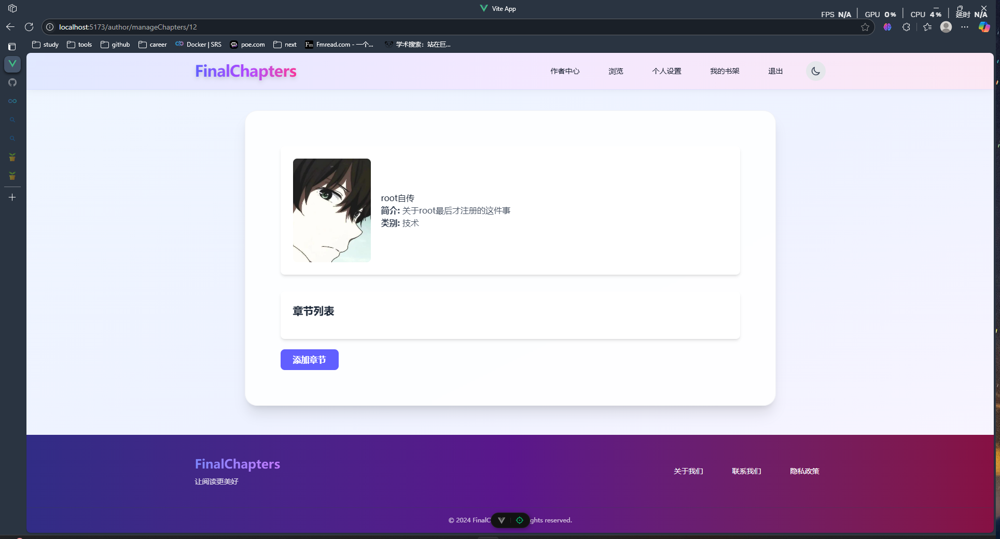 Vite App
FPS N/A GPU 0% CPU 4% 延时 N/A
localhost:5173/author/manageChapters/12
study tools github career Docker | SRS poe.com next Fm Fmread.com - 一个... 学术搜索：站在巨...
FinalChapters 作者中心 浏览 个人设置 我的书架 退出
root自传
简介: 关于root最后才注册的这件事
类别: 技术
章节列表
添加章节
FinalChapters
让阅读更美好
关于我们 联系我们 隐私政策
© 2024 FinalC ghts reserved.